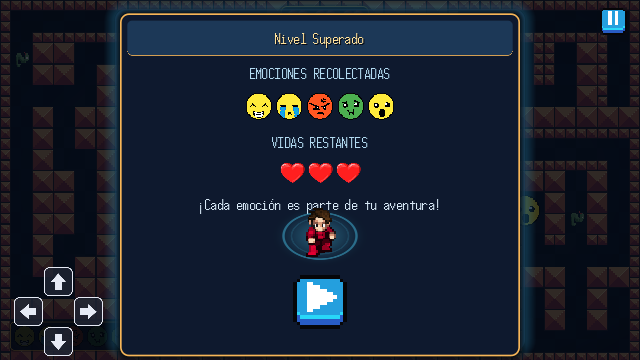 Nivel Superado
EMOCIONES RECOLECTADAS
VIDAS RESTANTES
¡Cada emoción es parte de tu aventura!